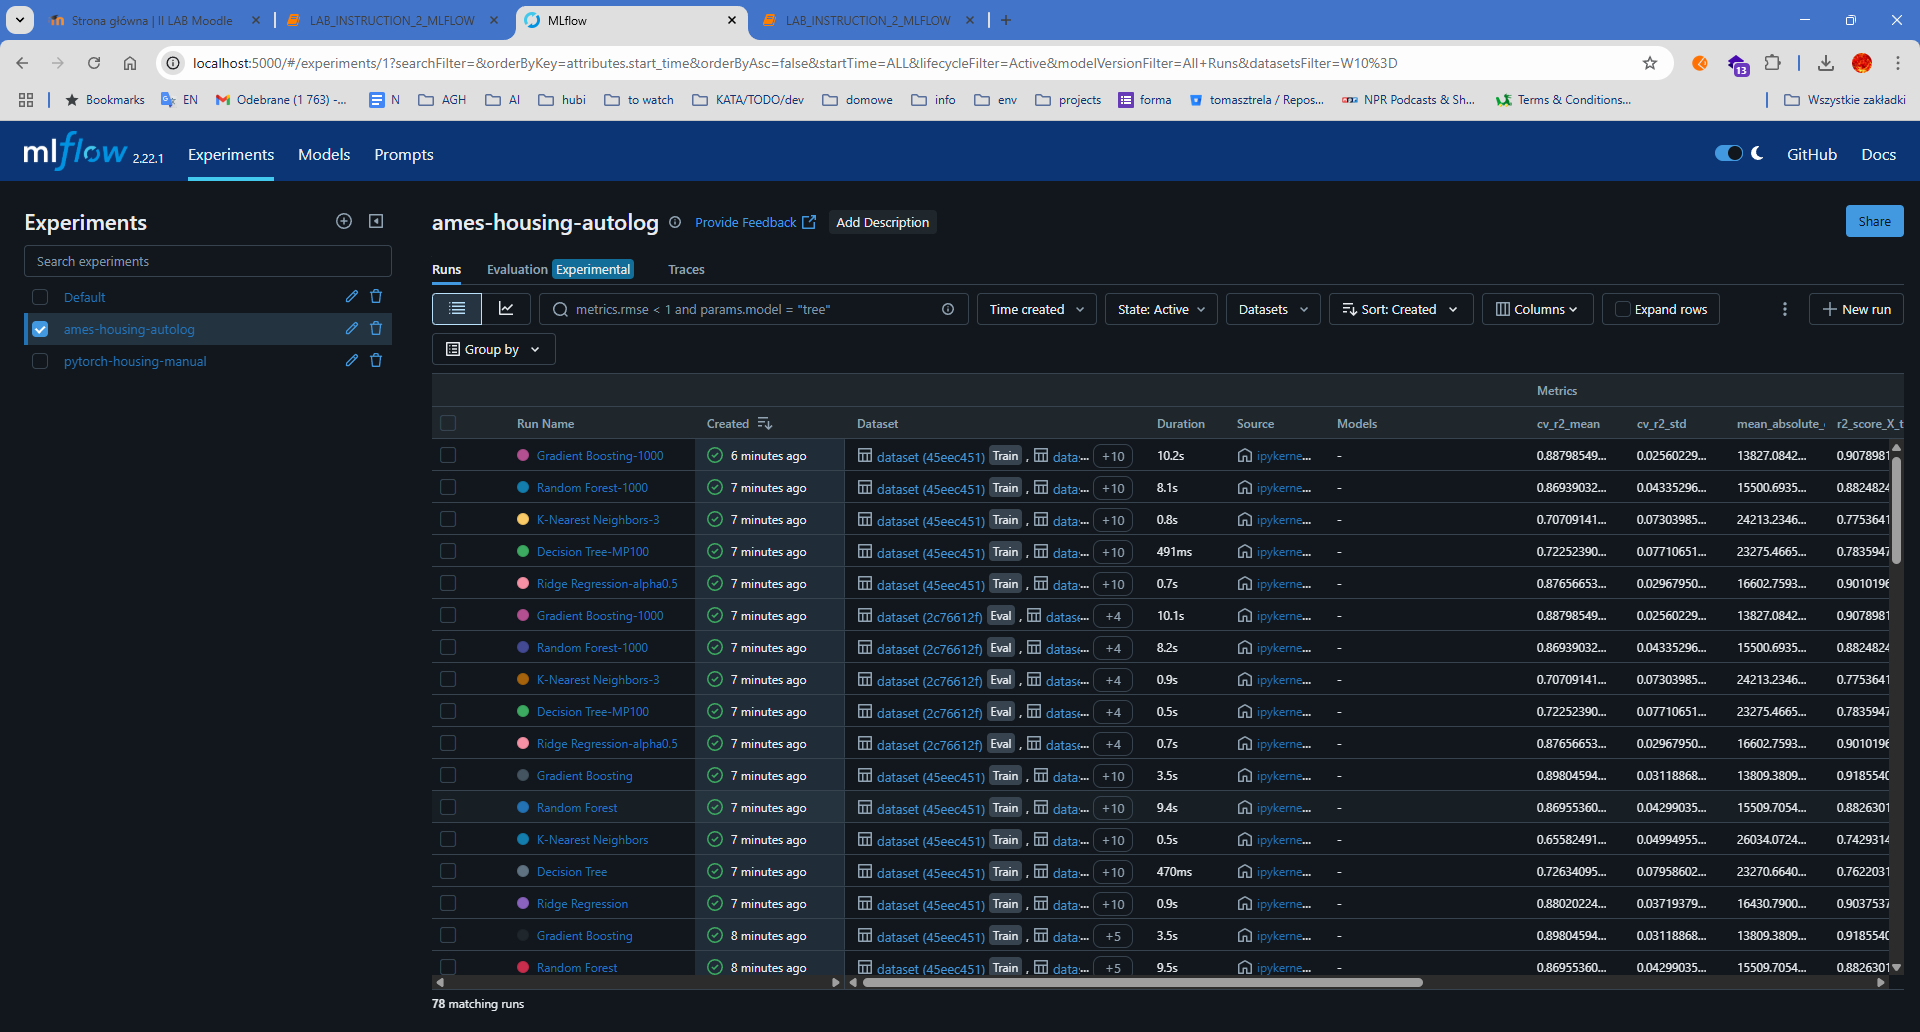 Strona główna | II LAB Moodle
LAB_INSTRUCTION_2_MLFLOW
MLflow
LAB_INSTRUCTION_2_MLFLOW
localhost:5000/#/experiments/1?searchFilter=&orderByKey=attributes.start_time&orderByAsc=false&startTime=ALL&lifecycleFilter=Active&modelVersionFilter=All+Runs&datasetsFilter=W10%3D
13
Bookmarks EN Odebrane (1 763) -... N AGH AI hubi to watch KATA/TODO/dev domowe info env projects forma tomasztrela / Repos... NPR Podcasts & Sh... Terms & Conditions... Wszystkie zakładki
mlflow 2.22.1 Experiments Models Prompts GitHub Docs
Experiments
Search experiments
Default
ames-housing-autolog
pytorch-housing-manual
ames-housing-autolog Provide Feedback Add Description Share
Runs Evaluation Experimental Traces
metrics.rmse < 1 and params.model = "tree" Time created State: Active Datasets Sort: Created Columns Expand rows New run
Group by
Metrics
Run Name Created Dataset Duration Source Models cv_r2_mean cv_r2_std mean_absolute_ r2_score_X_t
Gradient Boosting-1000 6 minutes ago dataset (45eec451) Train , data... +10 10.2s ipykerne... - 0.88798549... 0.02560229... 13827.0842... 0.9078981
Random Forest-1000 7 minutes ago dataset (45eec451) Train , data... +10 8.1s ipykerne... - 0.86939032... 0.04335296... 15500.6935... 0.8824824
K-Nearest Neighbors-3 7 minutes ago dataset (45eec451) Train , data... +10 0.8s ipykerne... - 0.70709141... 0.07303985... 24213.2346... 0.7753641
Decision Tree-MP100 7 minutes ago dataset (45eec451) Train , data... +10 491ms ipykerne... - 0.72252390... 0.07710651... 23275.4665... 0.7835947
Ridge Regression-alpha0.5 7 minutes ago dataset (45eec451) Train , data... +10 0.7s ipykerne... - 0.87656653... 0.02967950... 16602.7593... 0.9010196
Gradient Boosting-1000 7 minutes ago dataset (2c76612f) Eval , datase... +4 10.1s ipykerne... - 0.88798549... 0.02560229... 13827.0842... 0.9078981
Random Forest-1000 7 minutes ago dataset (2c76612f) Eval , datase... +4 8.2s ipykerne... - 0.86939032... 0.04335296... 15500.6935... 0.8824824
K-Nearest Neighbors-3 7 minutes ago dataset (2c76612f) Eval , datase... +4 0.9s ipykerne... - 0.70709141... 0.07303985... 24213.2346... 0.7753641
Decision Tree-MP100 7 minutes ago dataset (2c76612f) Eval , datase... +4 0.5s ipykerne... - 0.72252390... 0.07710651... 23275.4665... 0.7835947
Ridge Regression-alpha0.5 7 minutes ago dataset (2c76612f) Eval , datase... +4 0.7s ipykerne... - 0.87656653... 0.02967950... 16602.7593... 0.9010196
Gradient Boosting 7 minutes ago dataset (45eec451) Train , data... +10 3.5s ipykerne... - 0.89804594... 0.03118868... 13809.3809... 0.9185540
Random Forest 7 minutes ago dataset (45eec451) Train , data... +10 9.4s ipykerne... - 0.86955360... 0.04299035... 15509.7054... 0.8826301
K-Nearest Neighbors 7 minutes ago dataset (45eec451) Train , data... +10 0.5s ipykerne... - 0.65582491... 0.04994955... 26034.0724... 0.7429314
Decision Tree 7 minutes ago dataset (45eec451) Train , data... +10 470ms ipykerne... - 0.72634095... 0.07958602... 23270.6640... 0.7622031
Ridge Regression 7 minutes ago dataset (45eec451) Train , data... +10 0.9s ipykerne... - 0.88020224... 0.03719379... 16430.7900... 0.9037537
Gradient Boosting 8 minutes ago dataset (45eec451) Train , data... +5 3.5s ipykerne... - 0.89804594... 0.03118868... 13809.3809... 0.9185540
Random Forest 8 minutes ago dataset (45eec451) Train , data... +5 9.5s ipykerne... - 0.86955360... 0.04299035... 15509.7054... 0.8826301
78 matching runs